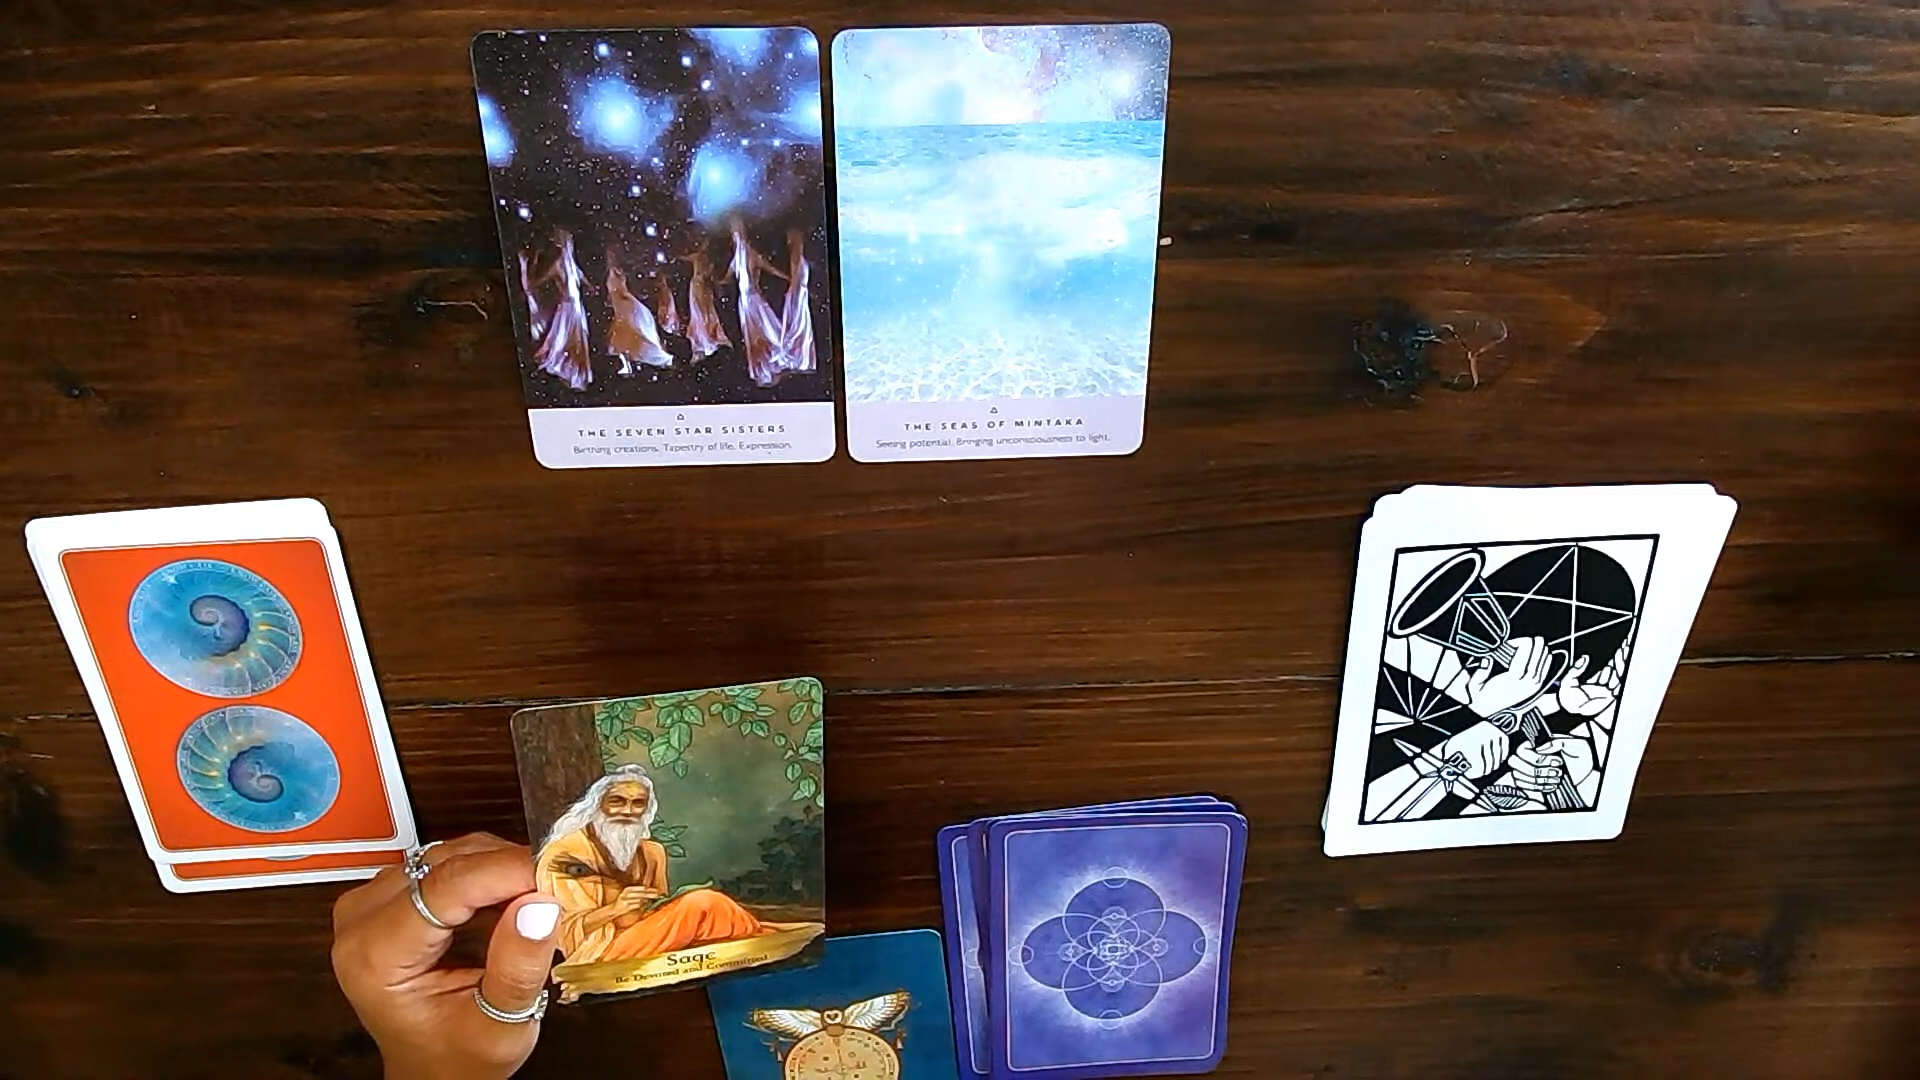 THE SEVEN STAR SISTERS
Birthing creations. Tapestry of life. Expression.
THE SEAS OF MINTAKA
Seeing potential. Bringing unconsciousness to light.
Sage
Be Devoted and Committed